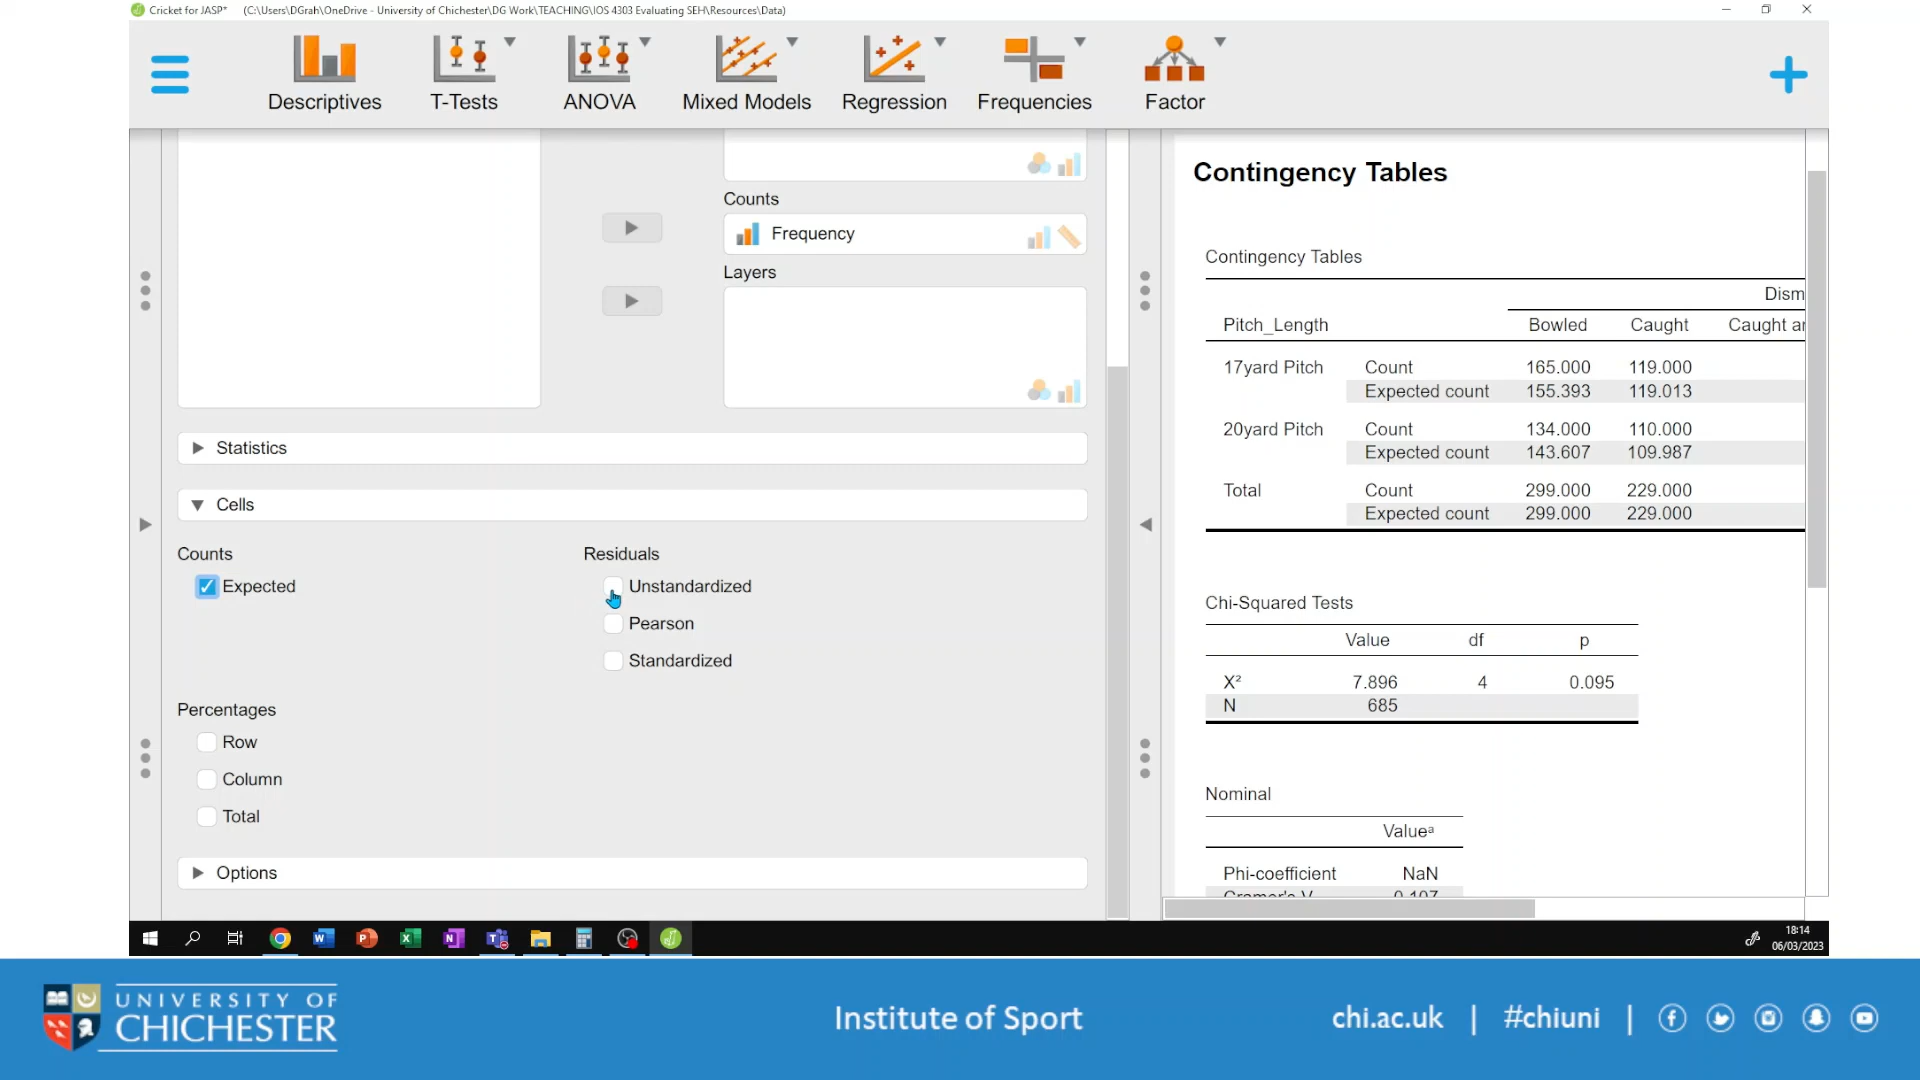 Cricket for JASP* (C:\Users\DGrah\OneDrive - University of Chichester\DG Work\TEACHING\IOS 4303 Evaluating SEH\Resources\Data)
Descriptives T-Tests ANOVA Mixed Models Regression Frequencies Factor
Counts
Frequency
Layers
Statistics
Cells
Counts
Expected
Residuals
Unstandardized
Pearson
Standardized
Percentages
Row
Column
Total
Options
Contingency Tables
Contingency Tables
Dism
Pitch_Length Bowled Caught Caught ar
17yard Pitch Count 165.000 119.000
Expected count 155.393 119.013
20yard Pitch Count 134.000 110.000
Expected count 143.607 109.987
Total Count 299.000 229.000
Expected count 299.000 229.000
Chi-Squared Tests
Value df p
X² 7.896 4 0.095
N 685
Nominal
Valueᵃ
Phi-coefficient NaN
Cramer's V 0.107
18:14
06/03/2023
UNIVERSITY OF
CHICHESTER
Institute of Sport
chi.ac.uk | #chiuni |